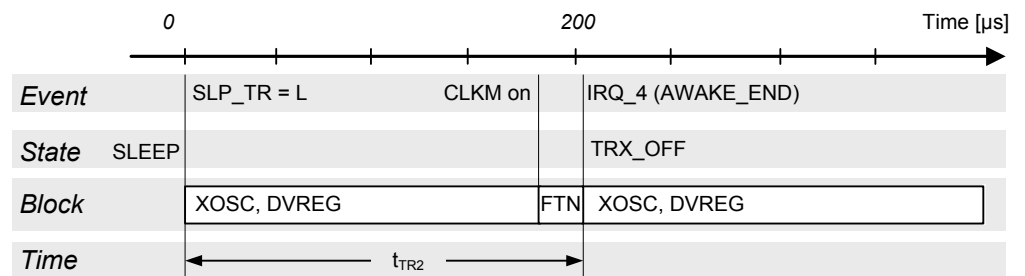 0 200 Time [µs]
Event SLP_TR = L CLKM on IRQ_4 (AWAKE_END)
State SLEEP TRX_OFF
Block XOSC, DVREG FTN XOSC, DVREG
Time tTR2